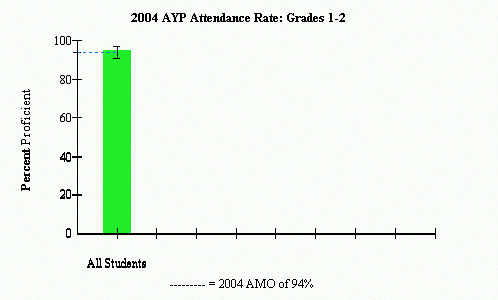 2004 AYP Attendance Rate: Grades 1-2
100
80
60
40
20
0
Percent Proficient
All Students
--------- = 2004 AMO of 94%